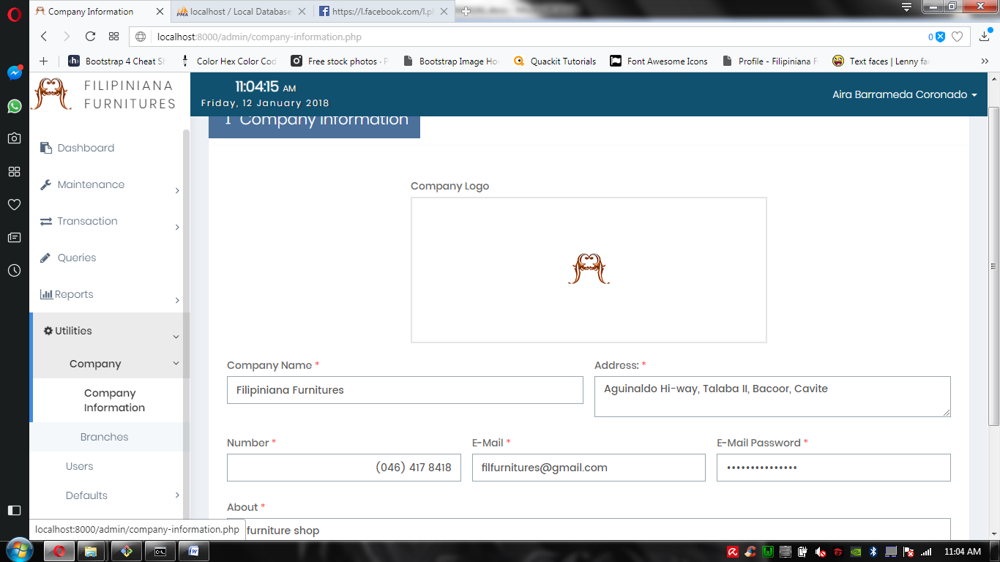 Company Information
localhost / Local Database
https://l.facebook.com/l.ph
localhost:8000/admin/company-information.php
0
Bootstrap 4 Cheat Sh
Color Hex Color Cod
Free stock photos · P
Bootstrap Image Ho
Quackit Tutorials
Font Awesome Icons
Profile - Filipiniana F
Text faces | Lenny fa
FILIPINIANA
FURNITURES
11:04:15 AM
Friday, 12 January 2018
Aira Barrameda Coronado
Company Information
Dashboard
Maintenance
Transaction
Queries
Reports
Utilities
Company
Company
Information
Branches
Users
Defaults
Company Logo
Company Name *
Address: *
Filipiniana Furnitures
Aguinaldo Hi-way, Talaba II, Bacoor, Cavite
Number *
E-Mail *
E-Mail Password *
(046) 417 8418
filfurnitures@gmail.com
•••••••••••••••
About *
furniture shop
localhost:8000/admin/company-information.php
11:04 AM